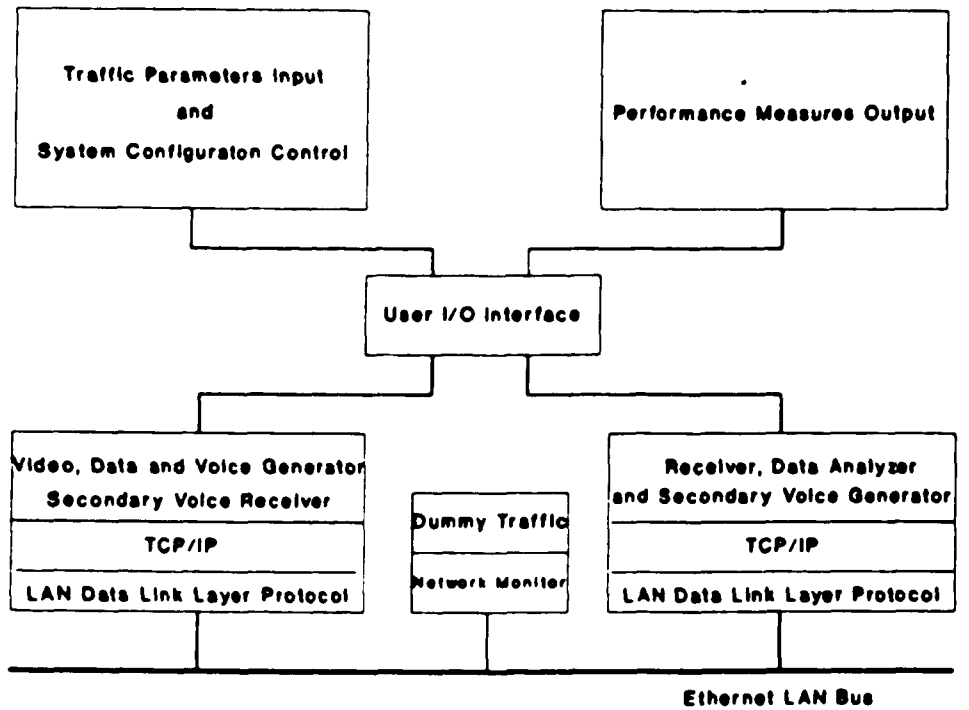 Traffic Parameters Input
and
System Configuraton Control
Performance Measures Output
User I/O Interface
Video, Data and Voice Generator
Secondary Voice Receiver
TCP/IP
LAN Data Link Layer Protocol
Dummy Traffic
Network Monitor
Receiver, Data Analyzer
and Secondary Voice Generator
TCP/IP
LAN Data Link Layer Protocol
Ethernet LAN Bus